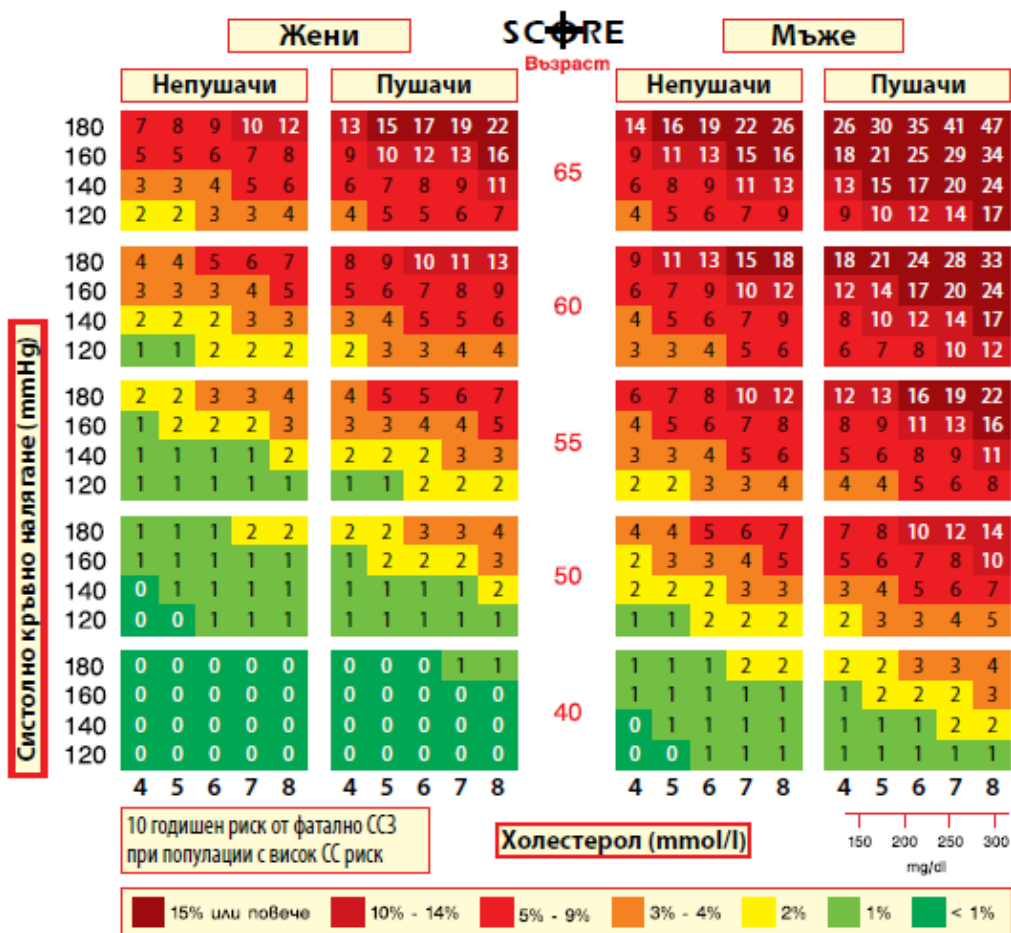 Жени SCORE Мъже
Възраст
Непушачи Пушачи Непушачи Пушачи
Систолно кръвно налягане (mmHg)
180 7 8 9 10 12 13 15 17 19 22 14 16 19 22 26 26 30 35 41 47
160 5 5 6 7 8 9 10 12 13 16 9 11 13 15 16 18 21 25 29 34
65
140 3 3 4 5 6 6 7 8 9 11 6 8 9 11 13 13 15 17 20 24
120 2 2 3 3 4 4 5 5 6 7 4 5 6 7 9 9 10 12 14 17
180 4 4 5 6 7 8 9 10 11 13 9 11 13 15 18 18 21 24 28 33
160 3 3 3 4 5 5 6 7 8 9 6 7 9 10 12 12 14 17 20 24
60
140 2 2 2 3 3 3 4 5 5 6 4 5 6 7 9 8 10 12 14 17
120 1 1 2 2 2 2 3 3 4 4 3 3 4 5 6 6 7 8 10 12
180 2 2 3 3 4 4 5 5 6 7 6 7 8 10 12 12 13 16 19 22
160 1 2 2 2 3 3 3 4 4 5 4 5 6 7 8 8 9 11 13 16
55
140 1 1 1 1 2 2 2 2 3 3 3 3 4 5 6 5 6 8 9 11
120 1 1 1 1 1 1 1 2 2 2 2 2 3 3 4 4 4 5 6 8
180 1 1 1 2 2 2 2 3 3 4 4 4 5 6 7 7 8 10 12 14
160 1 1 1 1 1 1 2 2 2 3 2 3 3 4 5 5 6 7 8 10
50
140 0 1 1 1 1 1 1 1 1 2 2 2 2 3 3 3 4 5 6 7
120 0 0 1 1 1 1 1 1 1 1 1 1 2 2 2 2 3 3 4 5
180 0 0 0 0 0 0 0 0 1 1 1 1 1 2 2 2 2 3 3 4
160 0 0 0 0 0 0 0 0 0 0 1 1 1 1 1 1 2 2 2 3
40
140 0 0 0 0 0 0 0 0 0 0 0 1 1 1 1 1 1 1 2 2
120 0 0 0 0 0 0 0 0 0 0 0 0 1 1 1 1 1 1 1 1
4 5 6 7 8 4 5 6 7 8 4 5 6 7 8 4 5 6 7 8
10 годишен риск от фатално ССЗ
при популации с висок СС риск
Холестерол (mmol/l)
150 200 250 300
mg/dl
15% или повече 10% - 14% 5% - 9% 3% - 4% 2% 1% < 1%